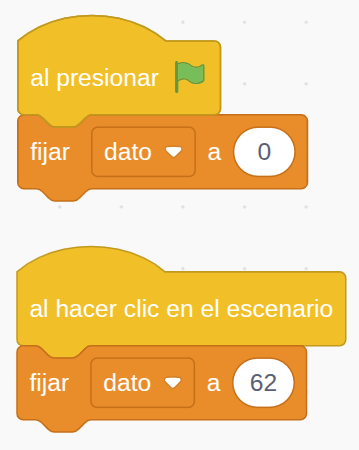 al presionar
fijar dato a 0
al hacer clic en el escenario
fijar dato a 62